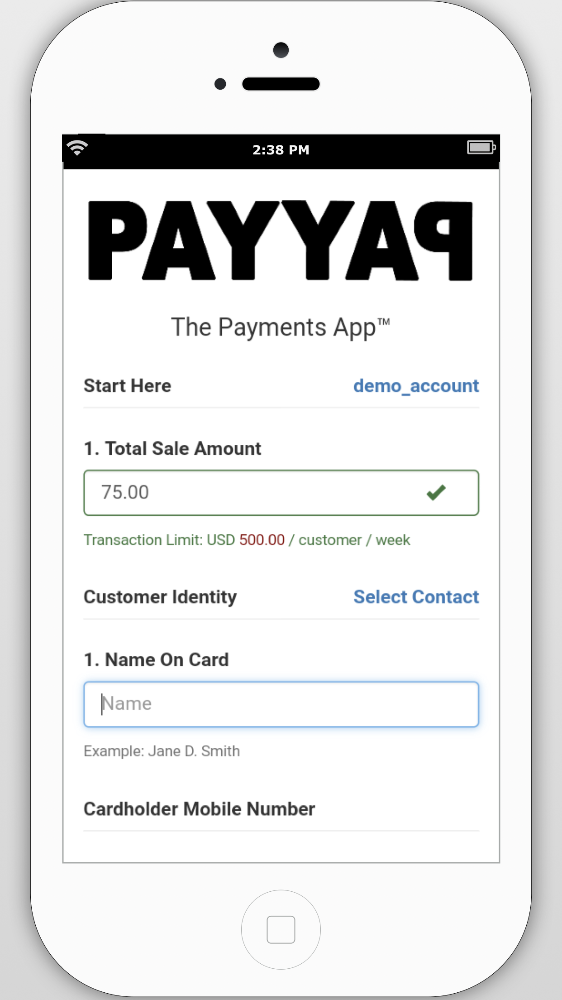 2:38 PM
PAYYAP
The Payments App™
Start Here demo_account
1. Total Sale Amount
75.00
Transaction Limit: USD 500.00 / customer / week
Customer Identity Select Contact
1. Name On Card
Name
Example: Jane D. Smith
Cardholder Mobile Number